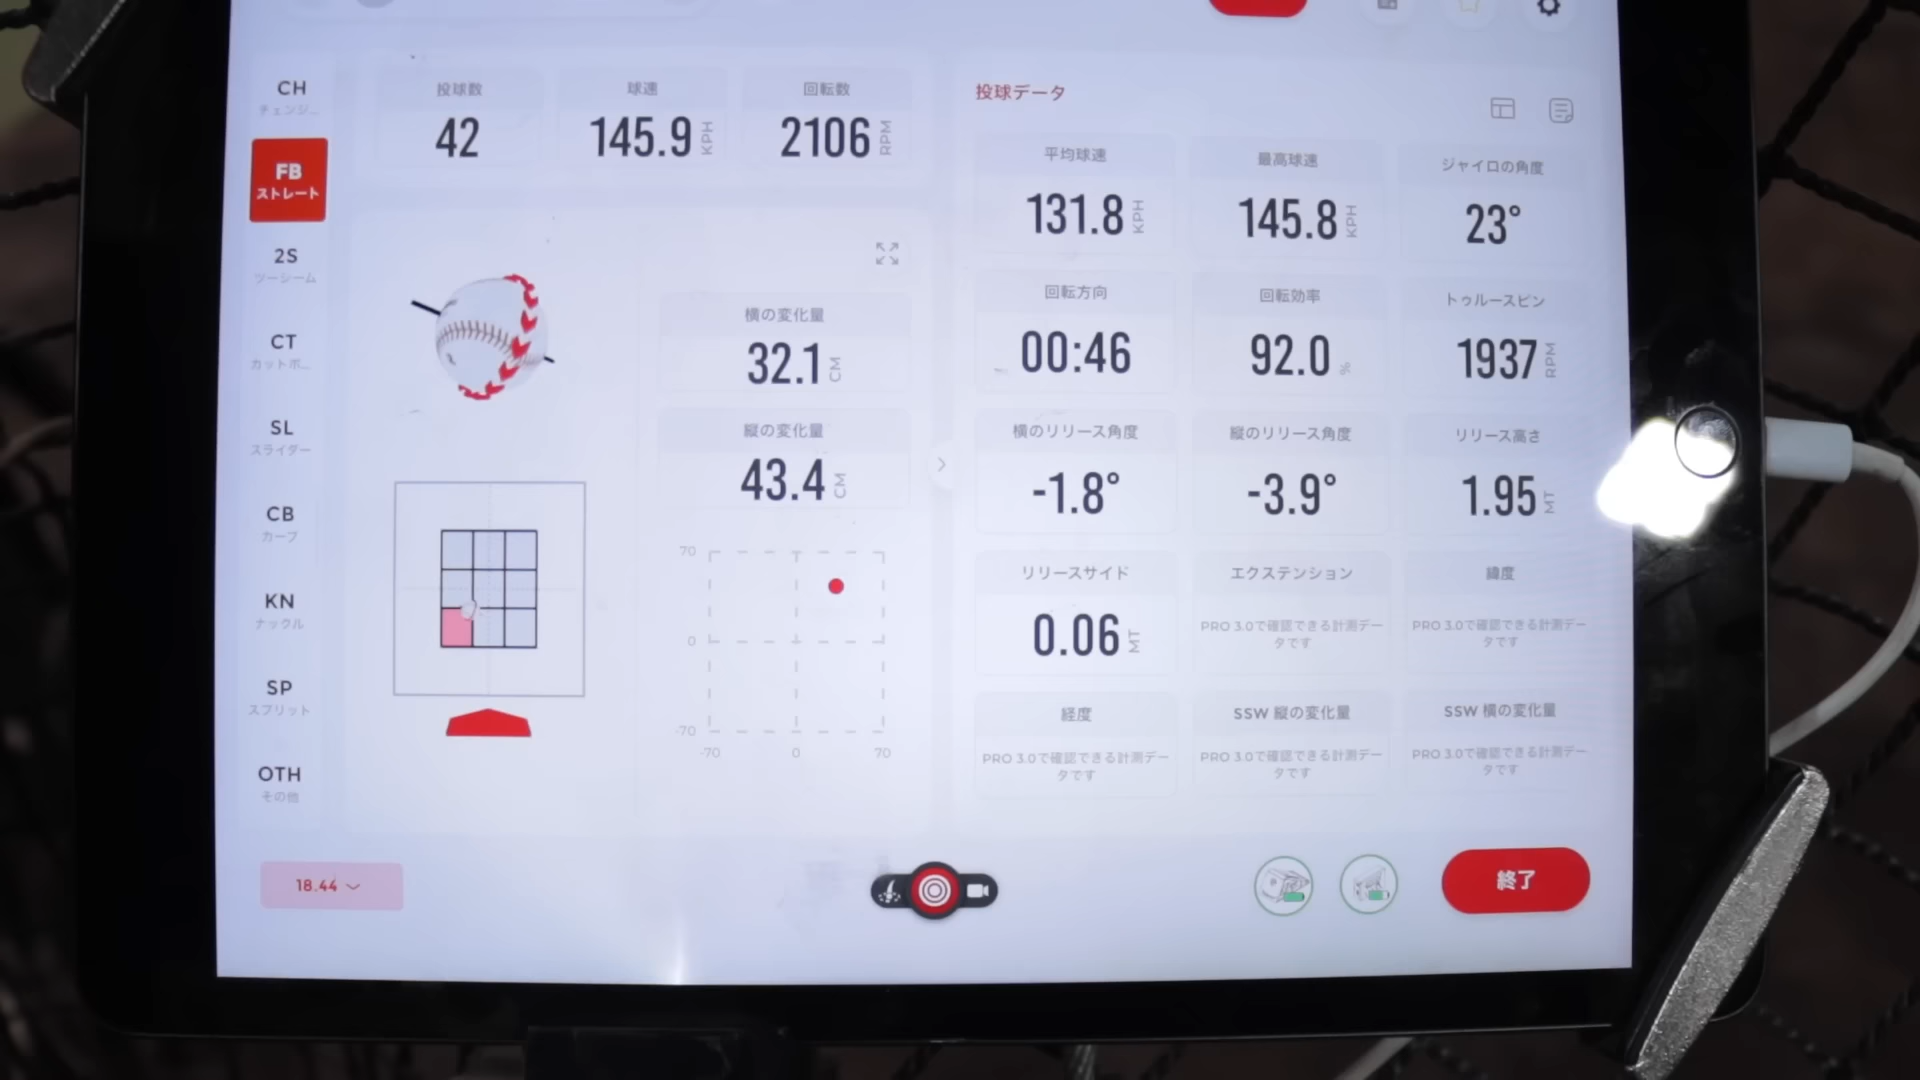 CH
チェンジ...
FB
ストレート
2S
ツーシーム
CT
カットボ...
SL
スライダー
CB
カーブ
KN
ナックル
SP
スプリット
OTH
その他
18.44
投球数
42
球速
145.9 KPH
回転数
2106 RPM
横の変化量
32.1 CM
縦の変化量
43.4 CM
70
0
-70
-70 0 70
投球データ
平均球速
131.8 KPH
最高球速
145.8 KPH
ジャイロの角度
23°
回転方向
00:46
回転効率
92.0 %
トゥルースピン
1937 RPM
横のリリース角度
-1.8°
縦のリリース角度
-3.9°
リリース高さ
1.95 MT
リリースサイド
0.06 MT
エクステンション
PRO 3.0で確認できる計測デー
タです
緯度
PRO 3.0で確認できる計測デー
タです
経度
PRO 3.0で確認できる計測デー
タです
SSW 縦の変化量
PRO 3.0で確認できる計測デー
タです
SSW 横の変化量
PRO 3.0で確認できる計測デー
タです
終了